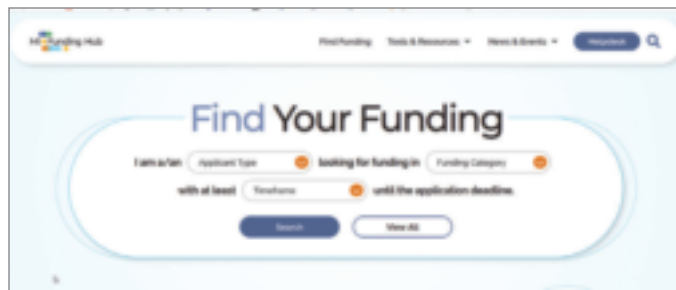 MI Funding Hub
Find Funding Tools & Resources News & Events Helpdesk
Find Your Funding
I am a/an Applicant Type looking for funding in Funding Category
with at least Timeframe until the application deadline.
Search View All